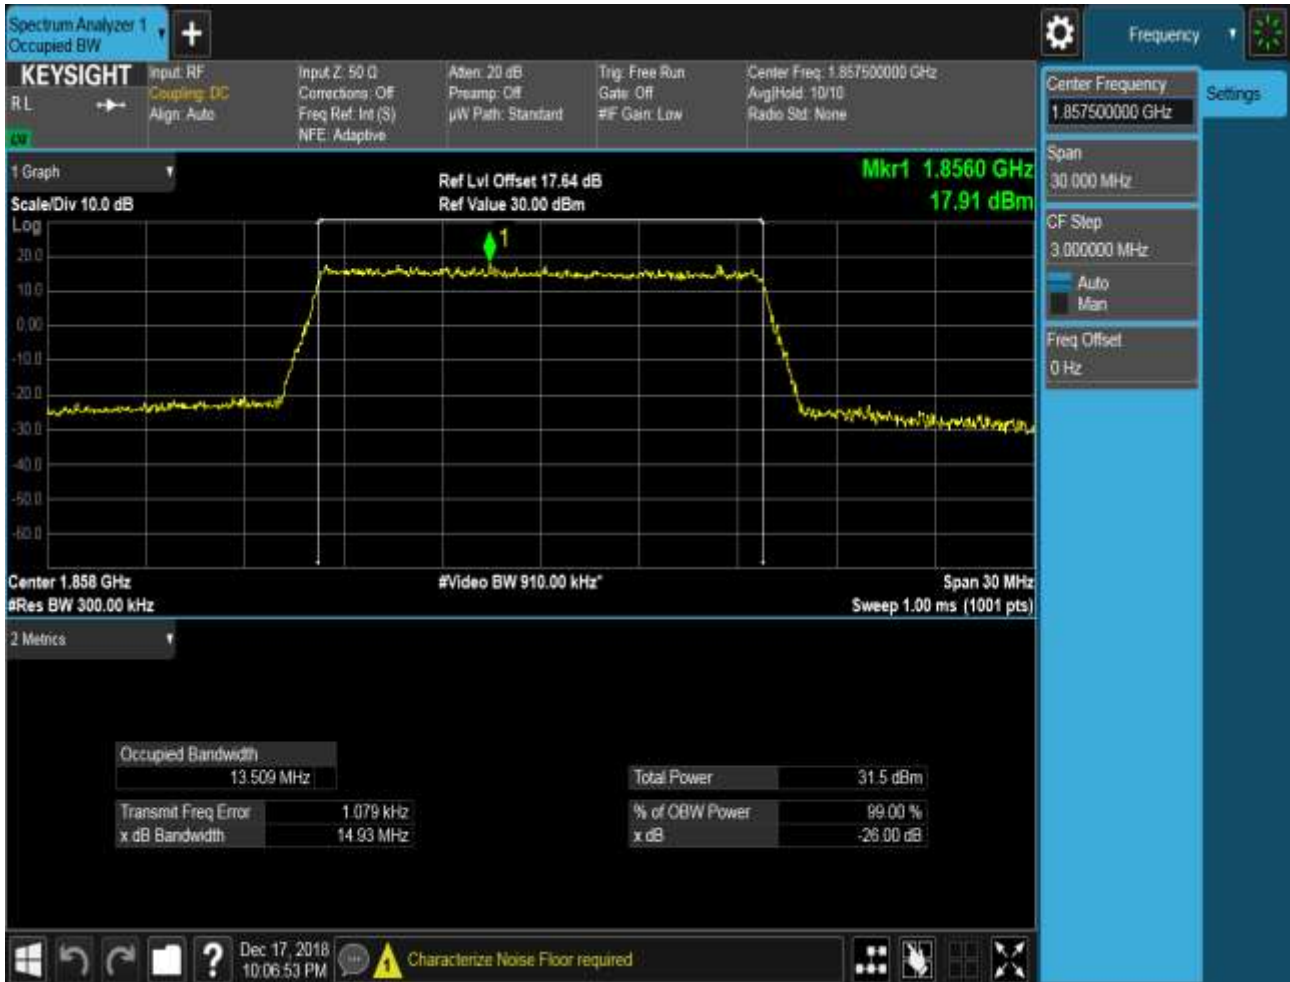 Spectrum Analyzer 1
Occupied BW
Frequency
KEYSIGHT
R L
Input: RF
Coupling: DC
Align: Auto
Input Z: 50 Ω
Corrections: Off
Freq Ref: Int (S)
NFE: Adaptive
Atten: 20 dB
Preamp: Off
µW Path: Standard
Trig: Free Run
Gate: Off
#IF Gain: Low
Center Freq: 1.857500000 GHz
Avg|Hold: 10/10
Radio Std: None
Center Frequency
1.857500000 GHz
Settings
Span
30.000 MHz
CF Step
3.000000 MHz
Auto
Man
Freq Offset
0 Hz
1 Graph
Scale/Div 10.0 dB
Ref Lvl Offset 17.64 dB
Ref Value 30.00 dBm
Mkr1 1.8560 GHz
17.91 dBm
Log
1
20.0
10.0
0.00
-10.0
-20.0
-30.0
-40.0
-50.0
-60.0
Center 1.858 GHz
#Video BW 910.00 kHz*
Span 30 MHz
#Res BW 300.00 kHz
Sweep 1.00 ms (1001 pts)
2 Metrics
Occupied Bandwidth
13.509 MHz
Total Power 31.5 dBm
Transmit Freq Error 1.079 kHz
% of OBW Power 99.00 %
x dB Bandwidth 14.93 MHz
x dB -26.00 dB
?
Dec 17, 2018
10:06:53 PM
1
Characterize Noise Floor required